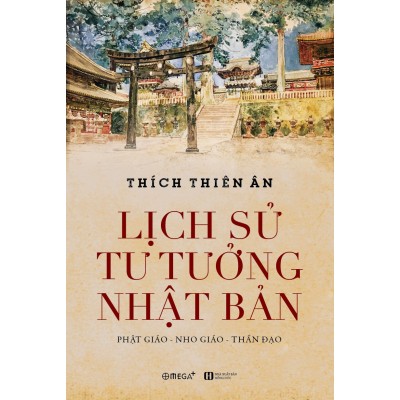 THÍCH THIÊN ÂN
LỊCH SỬ
TƯ TƯỞNG
NHẬT BẢN
PHẬT GIÁO - NHO GIÁO - THẦN ĐẠO
OMEGA+